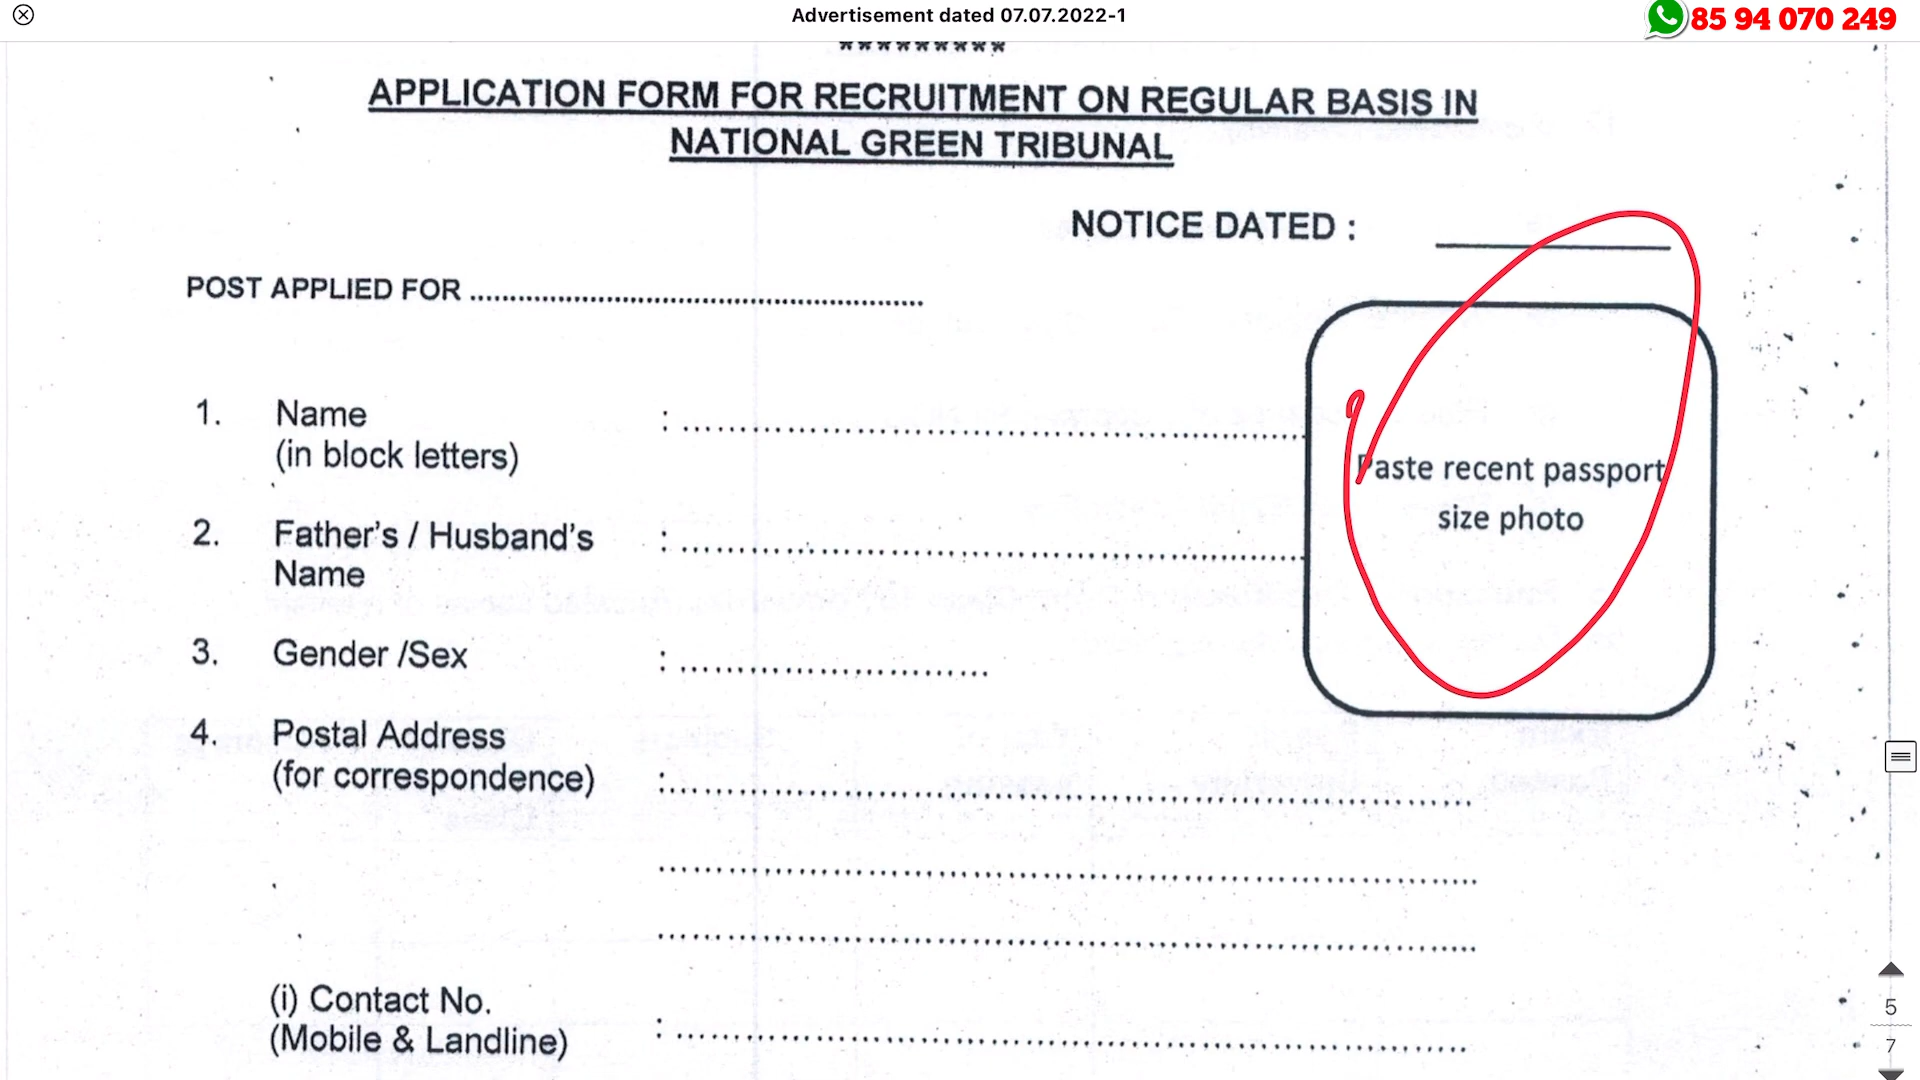 Advertisement dated 07.07.2022-1
85 94 070 249
*********
APPLICATION FORM FOR RECRUITMENT ON REGULAR BASIS IN
NATIONAL GREEN TRIBUNAL
NOTICE DATED :
POST APPLIED FOR
Paste recent passport
size photo
1. Name :
(in block letters)
2. Father's / Husband's :
Name
3. Gender /Sex :
4. Postal Address
(for correspondence) :
(i) Contact No.
(Mobile & Landline) :
5
7